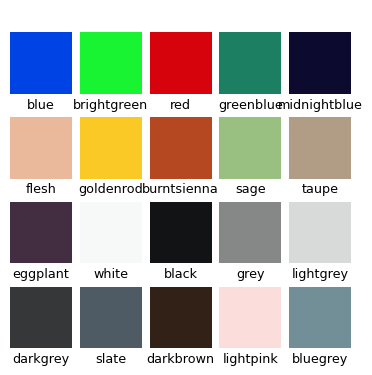 blue brightgreen red greenblue midnightblue
flesh goldenrod burntsienna sage taupe
eggplant white black grey lightgrey
darkgrey slate darkbrown lightpink bluegrey